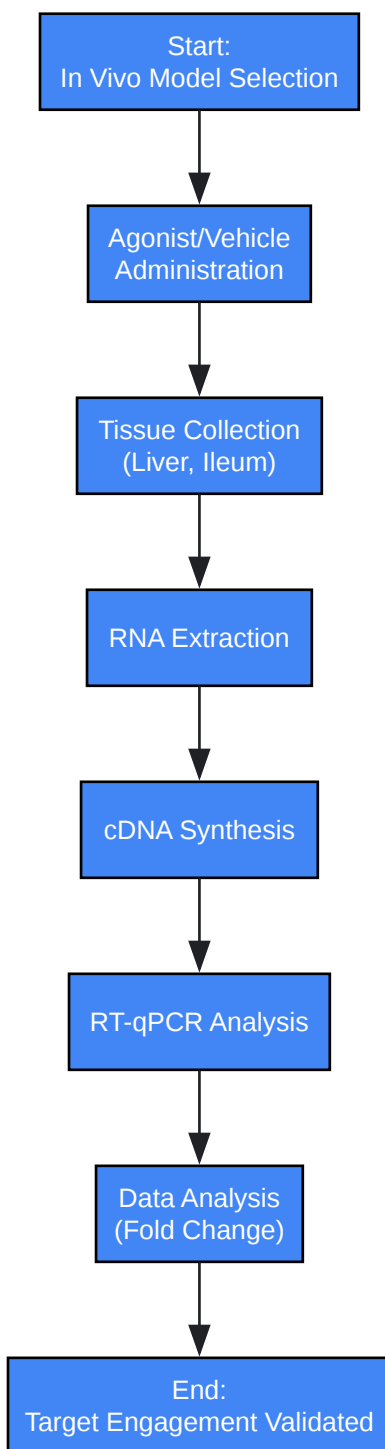 Start:
In Vivo Model Selection
Agonist/Vehicle
Administration
Tissue Collection
(Liver, Ileum)
RNA Extraction
cDNA Synthesis
RT-qPCR Analysis
Data Analysis
(Fold Change)
End:
Target Engagement Validated